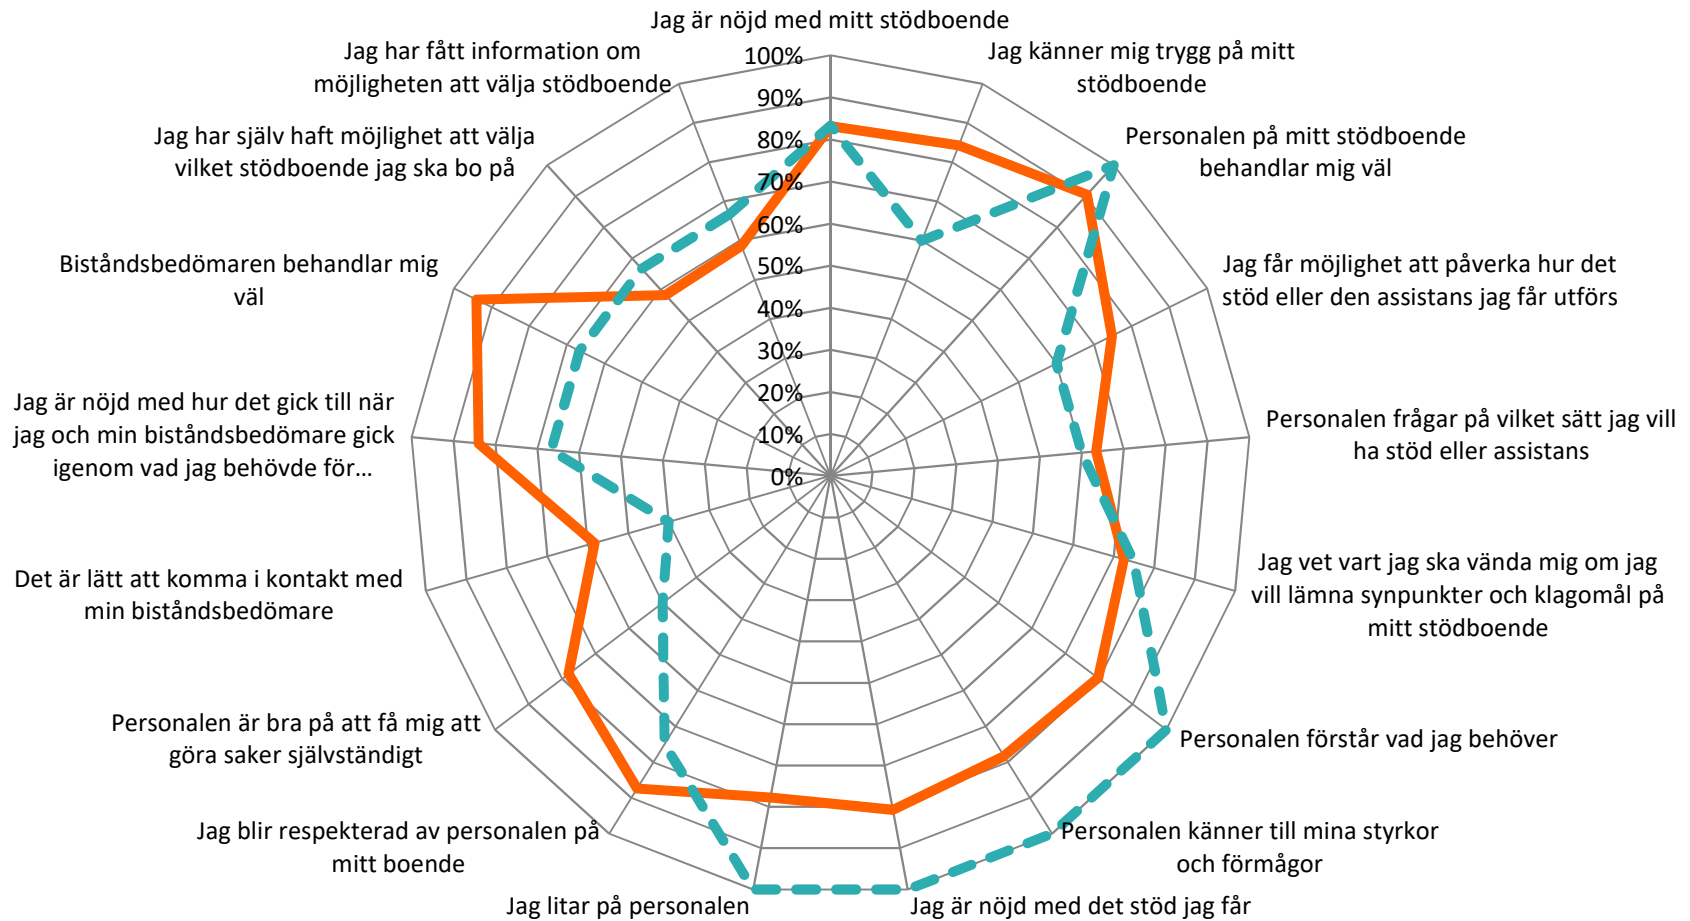 Jag är nöjd med mitt stödboende
Jag känner mig trygg på mitt
stödboende
Personalen på mitt stödboende
behandlar mig väl
Jag får möjlighet att påverka hur det
stöd eller den assistans jag får utförs
Personalen frågar på vilket sätt jag vill
ha stöd eller assistans
Jag vet vart jag ska vända mig om jag
vill lämna synpunkter och klagomål på
mitt stödboende
Personalen förstår vad jag behöver
Personalen känner till mina styrkor
och förmågor
Jag är nöjd med det stöd jag får
Jag litar på personalen
Jag blir respekterad av personalen på
mitt boende
Personalen är bra på att få mig att
göra saker självständigt
Det är lätt att komma i kontakt med
min biståndsbedömare
Jag är nöjd med hur det gick till när
jag och min biståndsbedömare gick
igenom vad jag behövde för...
Biståndsbedömaren behandlar mig
väl
Jag har själv haft möjlighet att välja
vilket stödboende jag ska bo på
Jag har fått information om
möjligheten att välja stödboende
100%
90%
80%
70%
60%
50%
40%
30%
20%
10%
0%